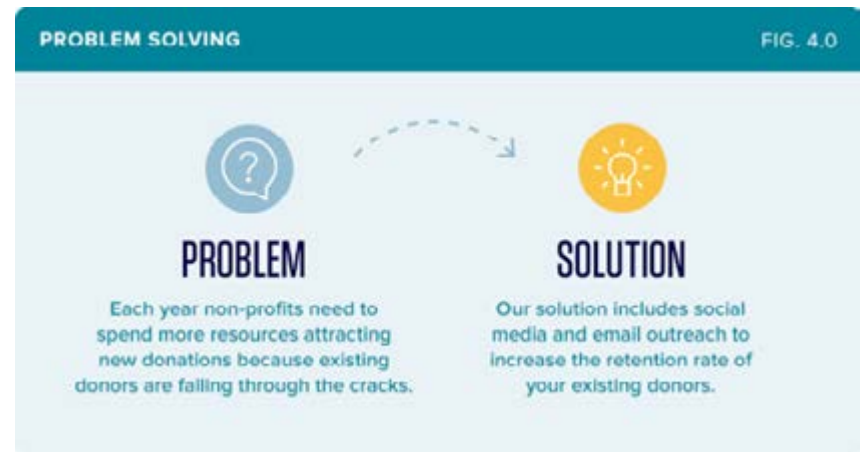 PROBLEM SOLVING
FIG. 4.0
?
PROBLEM
Each year non-profits need to
spend more resources attracting
new donations because existing
donors are falling through the cracks.
SOLUTION
Our solution includes social
media and email outreach to
increase the retention rate of
your existing donors.